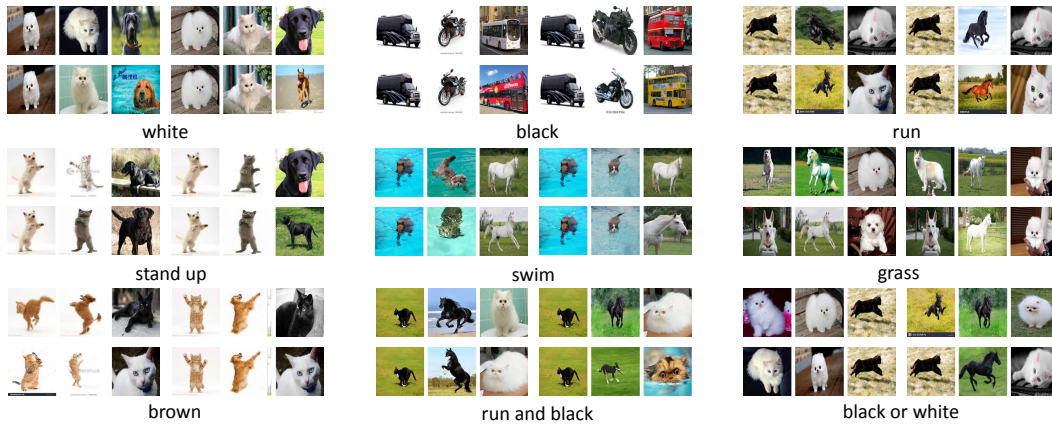 white
black
run
stand up
swim
grass
brown
run and black
black or white